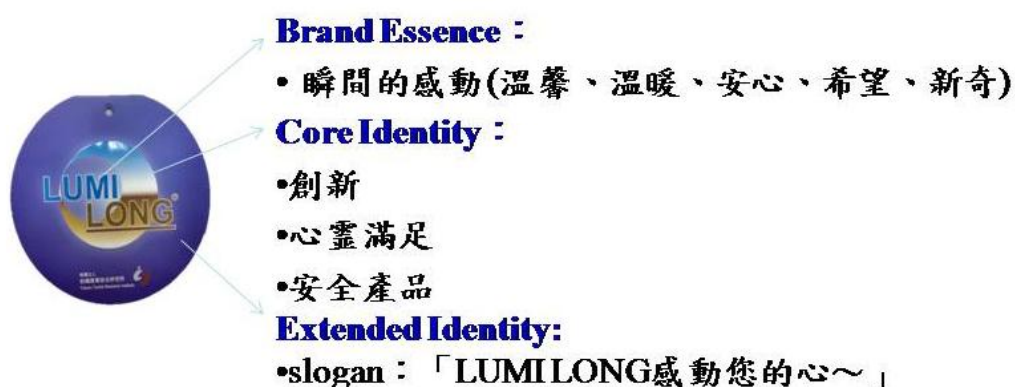 Brand Essence：
• 瞬間的感動(溫馨、溫暖、安心、希望、新奇)
Core Identity：
•創新
•心靈滿足
•安全產品
LUMI
LONG®
Extended Identity:
•slogan：「LUMI LONG感動您的心～」